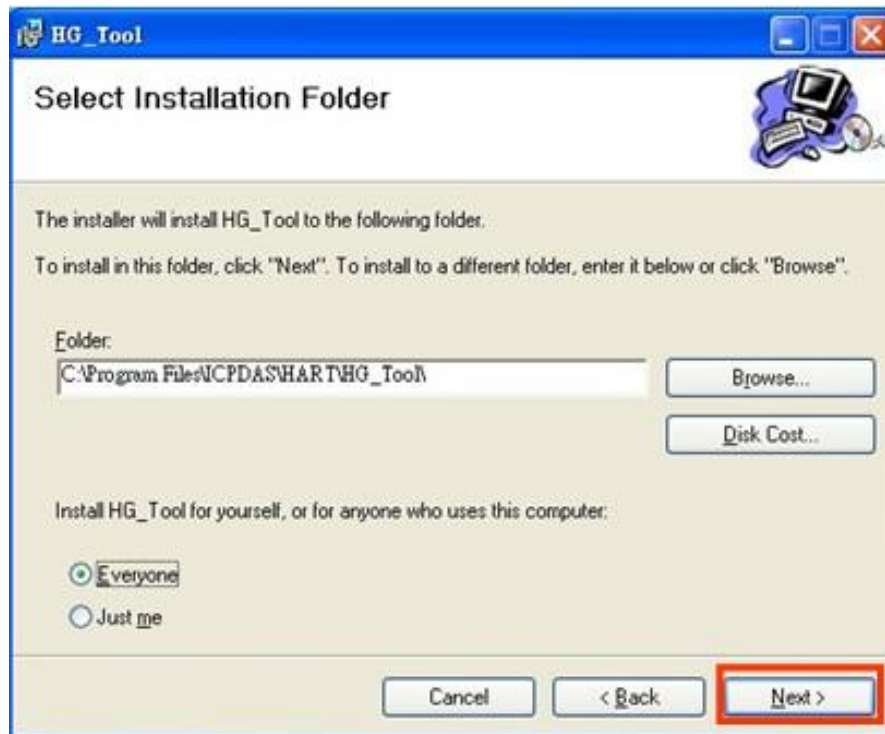 HG_Tool
Select Installation Folder
The installer will install HG_Tool to the following folder.
To install in this folder, click "Next". To install to a different folder, enter it below or click "Browse".
Folder:
C:\Program Files\ICPDAS\HART\HG_Tool\
Browse...
Disk Cost...
Install HG_Tool for yourself, or for anyone who uses this computer:
Everyone
Just me
Cancel
< Back
Next >